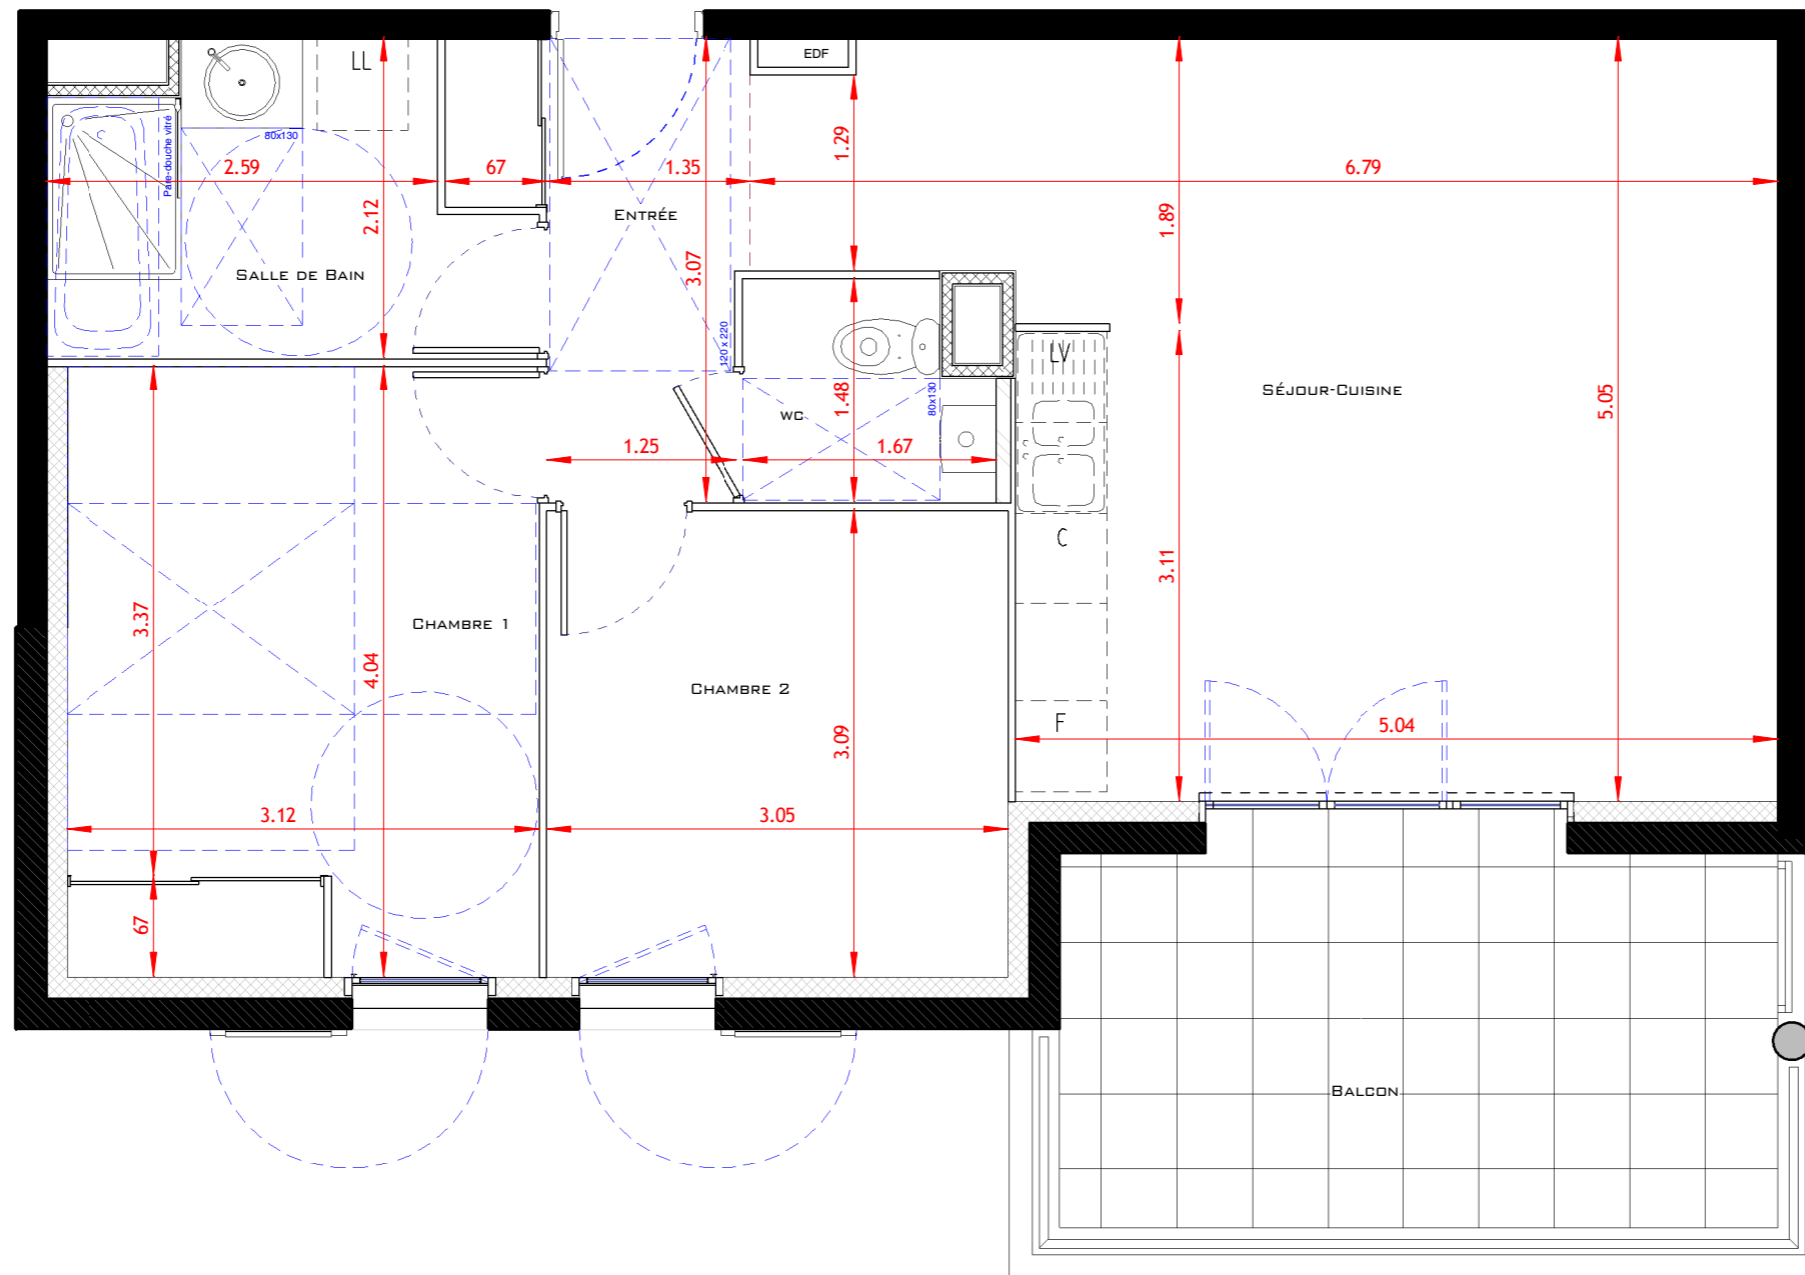 EDF
LL
80x130
Pare-douche vitré
2.59
67
1.35
1.29
6.79
2.12
ENTRÉE
1.89
SALLE DE BAIN
3.07
120 x 220
LV
SÉJOUR-CUISINE
5.05
1.48
80x130
WC
1.25
1.67
C
3.11
3.37
CHAMBRE 1
4.04
CHAMBRE 2
F
5.04
3.09
3.12
3.05
67
BALCON